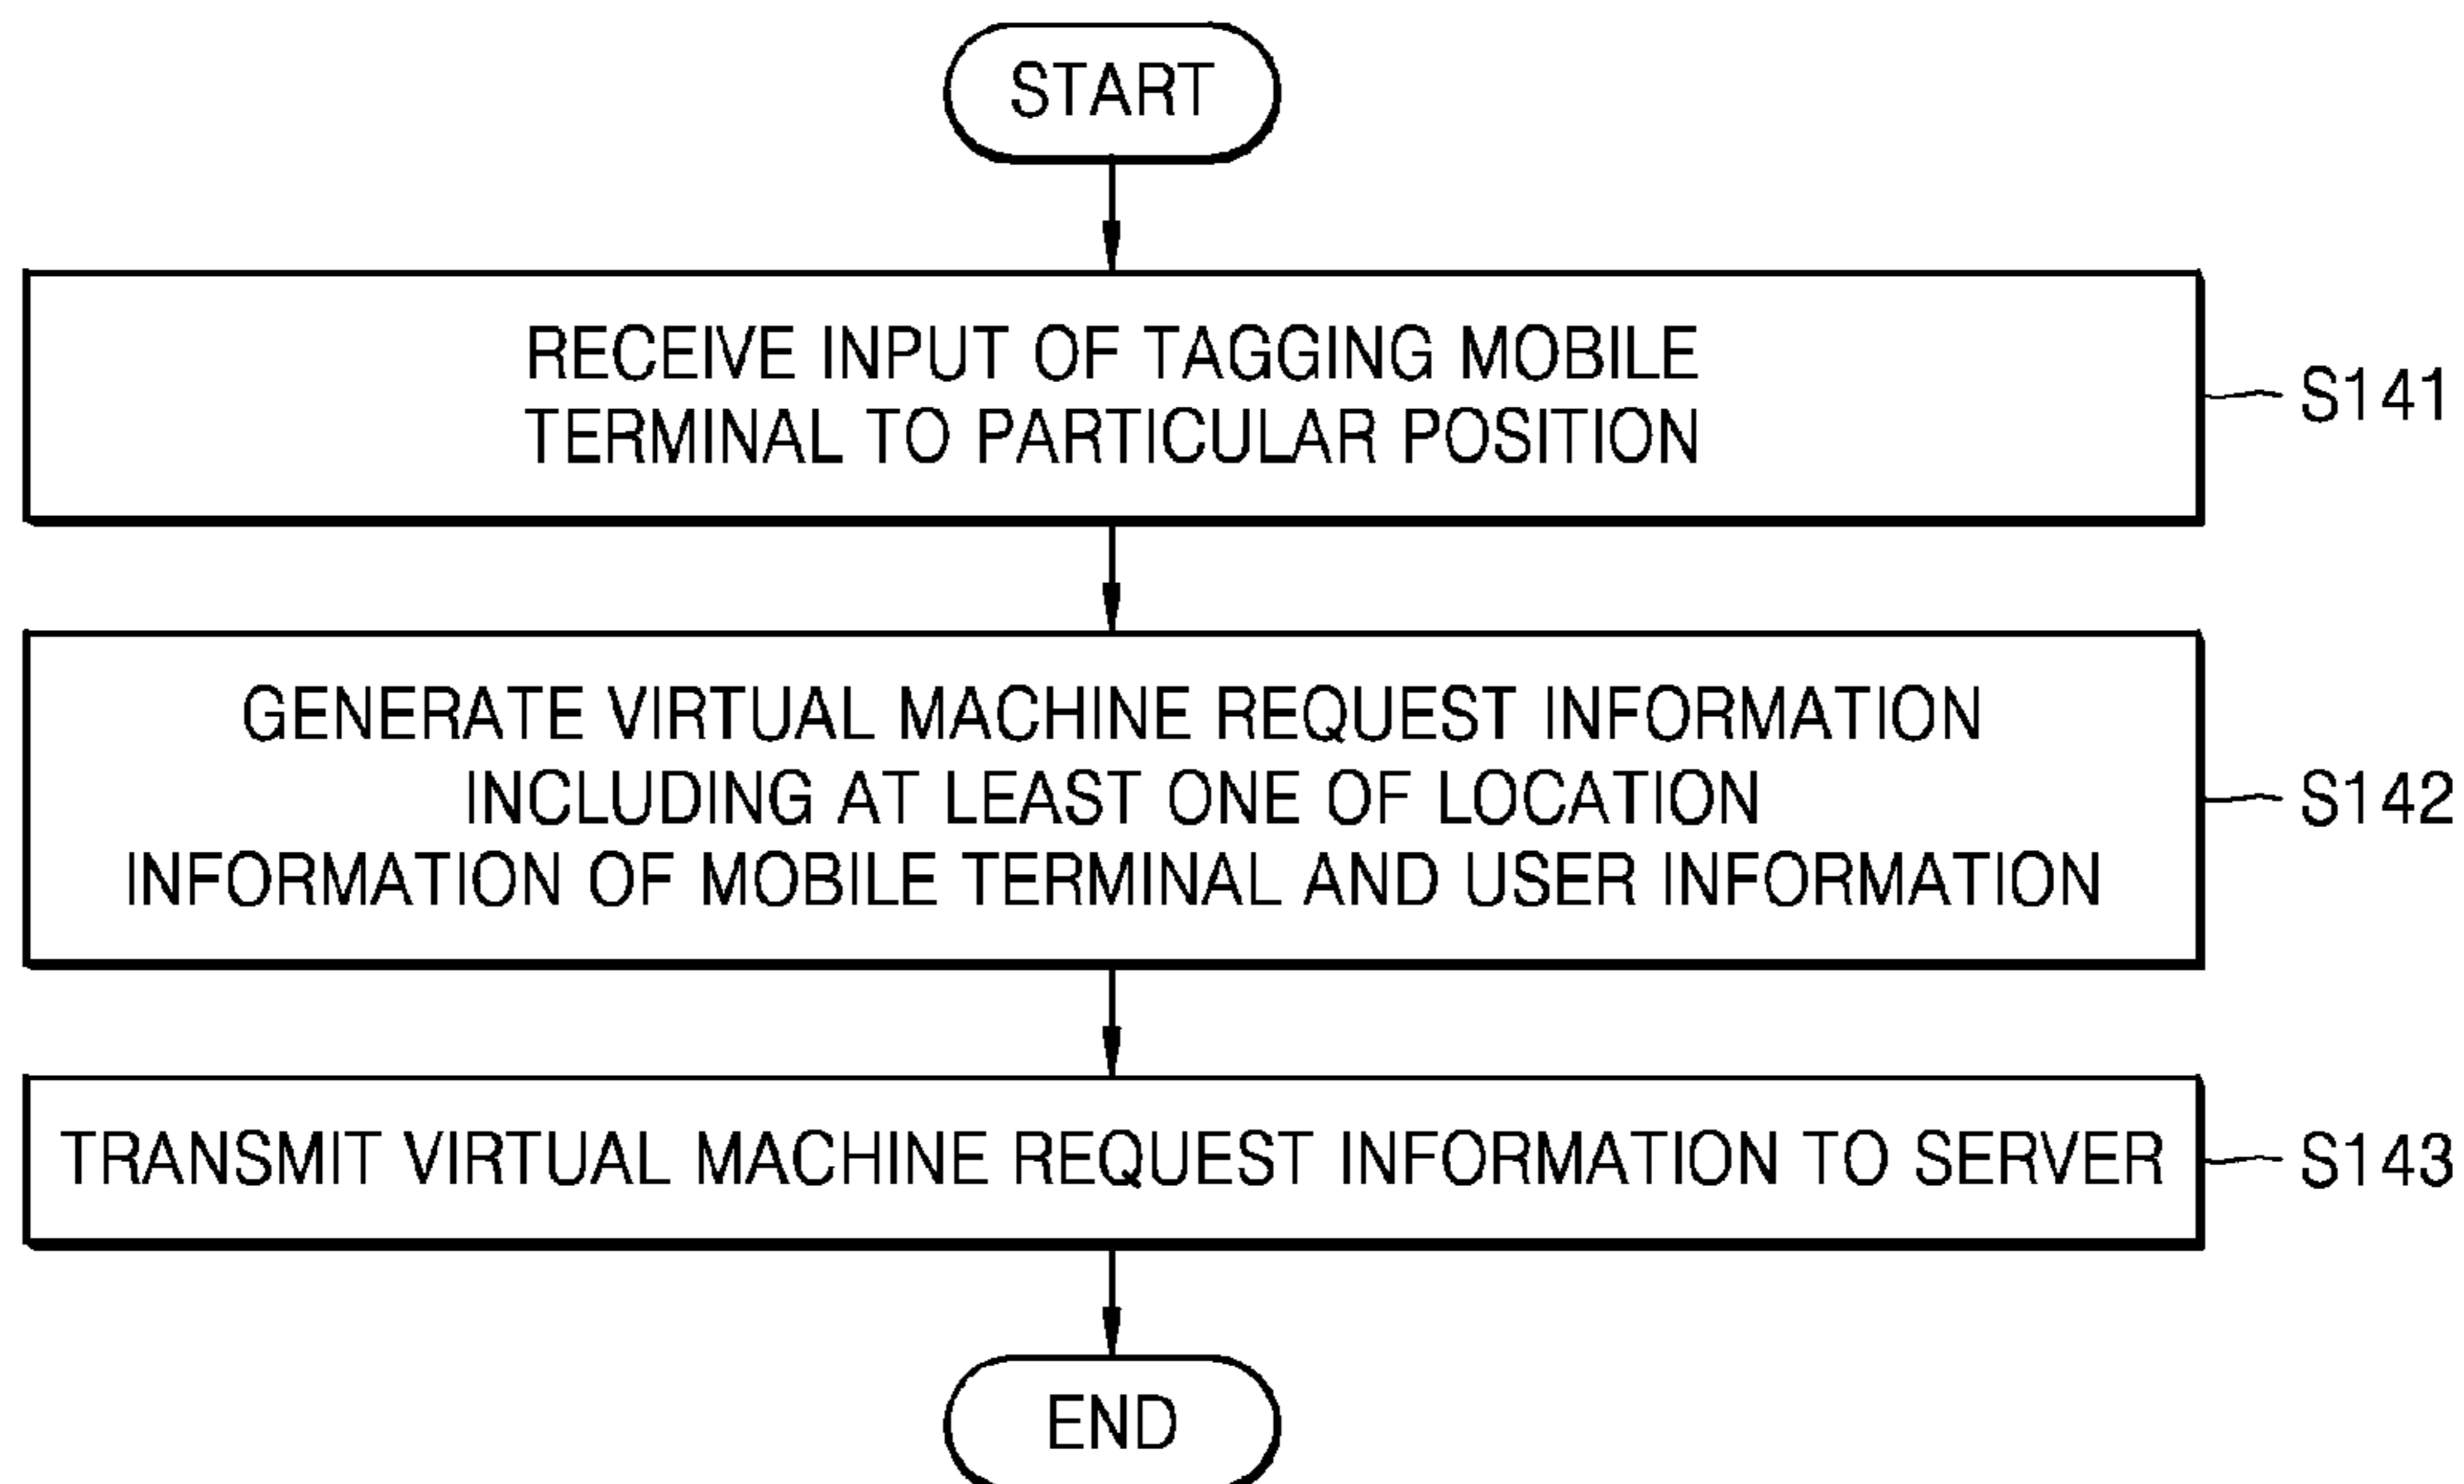 START
RECEIVE INPUT OF TAGGING MOBILE
TERMINAL TO PARTICULAR POSITION
S141
GENERATE VIRTUAL MACHINE REQUEST INFORMATION
INCLUDING AT LEAST ONE OF LOCATION
INFORMATION OF MOBILE TERMINAL AND USER INFORMATION
S142
TRANSMIT VIRTUAL MACHINE REQUEST INFORMATION TO SERVER
S143
END